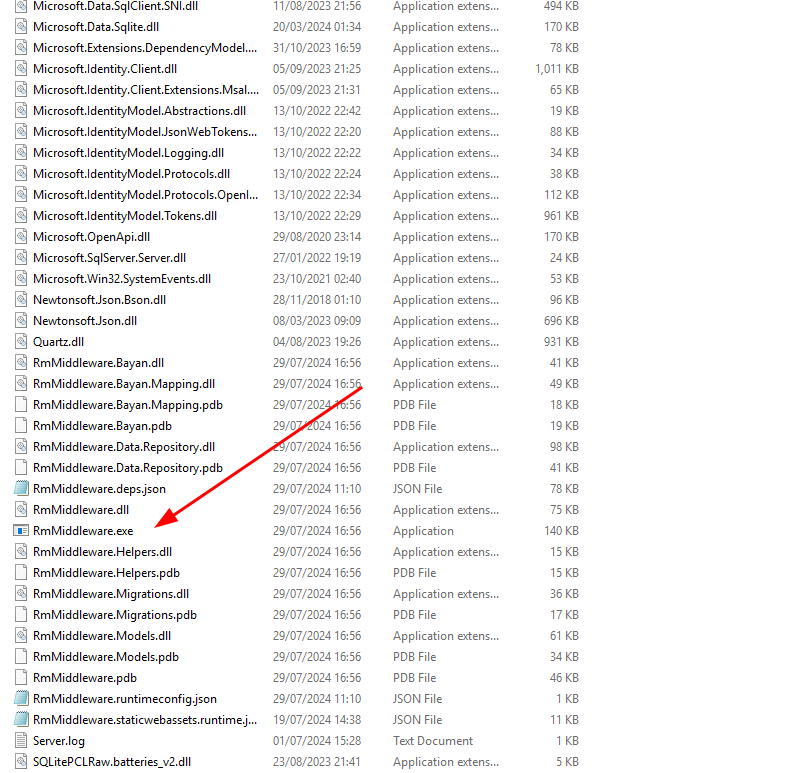 Microsoft.Data.SqlClient.SNI.dll 11/08/2023 21:56 Application extens... 494 KB
Microsoft.Data.Sqlite.dll 20/03/2024 01:34 Application extens... 170 KB
Microsoft.Extensions.DependencyModel.... 31/10/2023 16:59 Application extens... 78 KB
Microsoft.Identity.Client.dll 05/09/2023 21:25 Application extens... 1,011 KB
Microsoft.Identity.Client.Extensions.Msal.... 05/09/2023 21:31 Application extens... 65 KB
Microsoft.IdentityModel.Abstractions.dll 13/10/2022 22:42 Application extens... 19 KB
Microsoft.IdentityModel.JsonWebTokens... 13/10/2022 22:20 Application extens... 88 KB
Microsoft.IdentityModel.Logging.dll 13/10/2022 22:22 Application extens... 34 KB
Microsoft.IdentityModel.Protocols.dll 13/10/2022 22:24 Application extens... 38 KB
Microsoft.IdentityModel.Protocols.OpenI... 13/10/2022 22:34 Application extens... 112 KB
Microsoft.IdentityModel.Tokens.dll 13/10/2022 22:29 Application extens... 961 KB
Microsoft.OpenApi.dll 29/08/2020 23:14 Application extens... 170 KB
Microsoft.SqlServer.Server.dll 27/01/2022 19:19 Application extens... 24 KB
Microsoft.Win32.SystemEvents.dll 23/10/2021 02:40 Application extens... 53 KB
Newtonsoft.Json.Bson.dll 28/11/2018 01:10 Application extens... 96 KB
Newtonsoft.Json.dll 08/03/2023 09:09 Application extens... 696 KB
Quartz.dll 04/08/2023 19:26 Application extens... 931 KB
RmMiddleware.Bayan.dll 29/07/2024 16:56 Application extens... 41 KB
RmMiddleware.Bayan.Mapping.dll 29/07/2024 16:56 Application extens... 49 KB
RmMiddleware.Bayan.Mapping.pdb 29/07/2024 16:56 PDB File 18 KB
RmMiddleware.Bayan.pdb 29/07/2024 16:56 PDB File 19 KB
RmMiddleware.Data.Repository.dll 29/07/2024 16:56 Application extens... 98 KB
RmMiddleware.Data.Repository.pdb 29/07/2024 16:56 PDB File 41 KB
RmMiddleware.deps.json 29/07/2024 11:10 JSON File 78 KB
RmMiddleware.dll 29/07/2024 16:56 Application extens... 75 KB
RmMiddleware.exe 29/07/2024 16:56 Application 140 KB
RmMiddleware.Helpers.dll 29/07/2024 16:56 Application extens... 15 KB
RmMiddleware.Helpers.pdb 29/07/2024 16:56 PDB File 15 KB
RmMiddleware.Migrations.dll 29/07/2024 16:56 Application extens... 36 KB
RmMiddleware.Migrations.pdb 29/07/2024 16:56 PDB File 17 KB
RmMiddleware.Models.dll 29/07/2024 16:56 Application extens... 61 KB
RmMiddleware.Models.pdb 29/07/2024 16:56 PDB File 34 KB
RmMiddleware.pdb 29/07/2024 16:56 PDB File 46 KB
RmMiddleware.runtimeconfig.json 29/07/2024 11:10 JSON File 1 KB
RmMiddleware.staticwebassets.runtime.j... 19/07/2024 14:38 JSON File 11 KB
Server.log 01/07/2024 15:28 Text Document 1 KB
SQLitePCLRaw.batteries_v2.dll 23/08/2023 21:41 Application extens... 5 KB